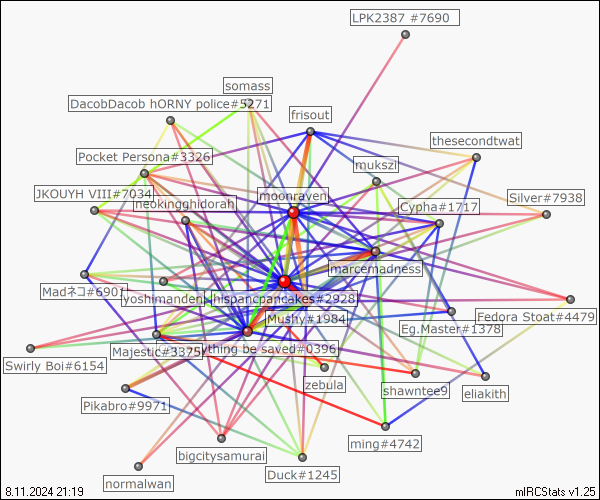 LPK2387 #7690
somass
DacobDacob hORNY police#5271
frisout
thesecondtwat
Pocket Persona#3326
mukszi
JKOUYH VIII#7034
moonraven
neokingghidorah
Cypha#1717
Silver#7938
marcemadness
Madネコ#6901
yoshimanden
hispancpancakes#2928
Fedora Stoat#4479
Mushy#1984
Eg.Master#1378
Majestic#3375
ything be saved#0396
Swirly Boi#6154
zebula
shawntee9
eliakith
Pikabro#9971
ming#4742
bigcitysamurai
Duck#1245
normalwan
8.11.2024 21:19
mIRCStats v1.25